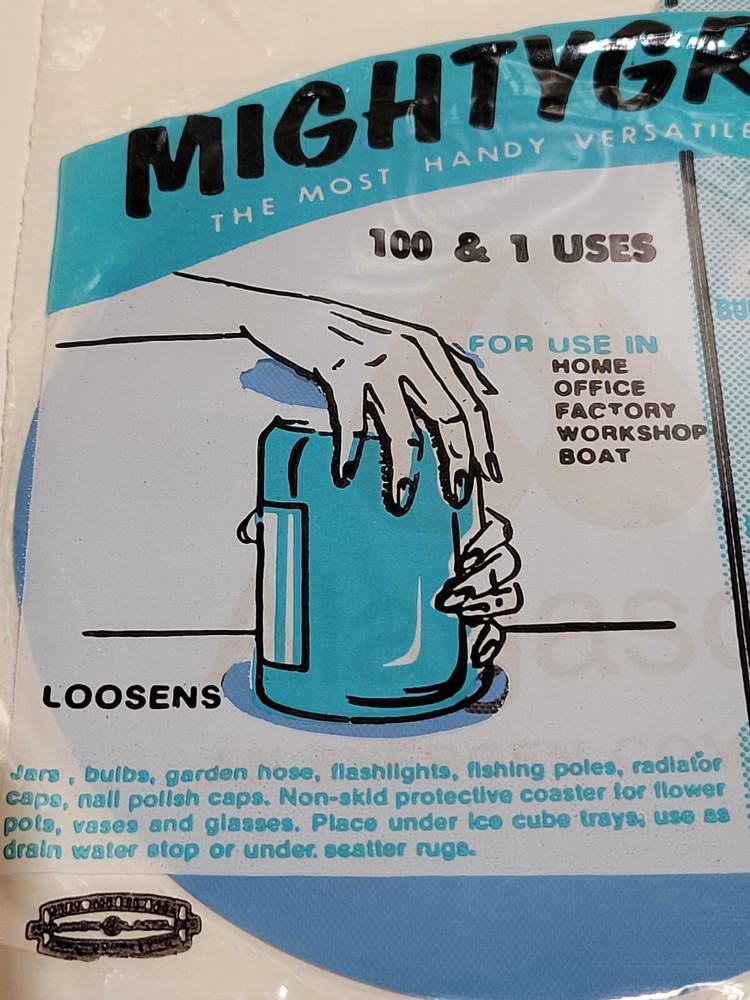 MIGHTYGR
THE MOST HANDY VERSATILE
100 & 1 USES
FOR USE IN
HOME
OFFICE
FACTORY
WORKSHOP
BOAT
LOOSENS
Jars , bulbs, garden hose, flashlights, fishing poles, radiator
caps, nail polish caps. Non-skid protective coaster for flower
pots, vases and glasses. Place under ice cube trays; use as
drain water stop or under. scatter rugs.